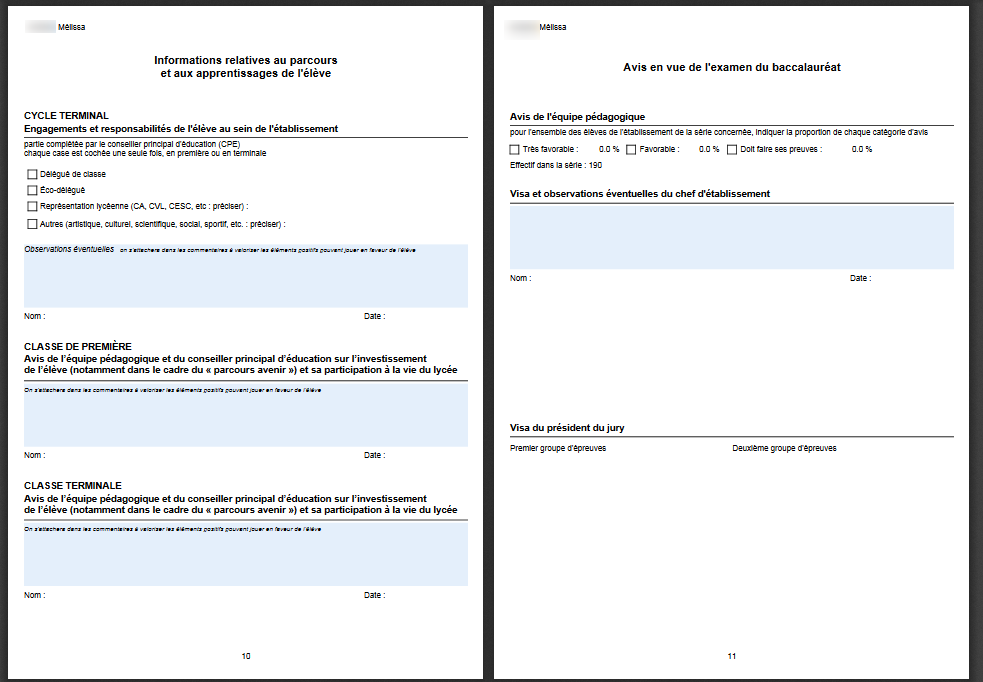 Mélissa
Informations relatives au parcours
et aux apprentissages de l'élève
CYCLE TERMINAL
Engagements et responsabilités de l'élève au sein de l'établissement
partie complétée par le conseiller principal d'éducation (CPE)
chaque case est cochée une seule fois, en première ou en terminale
Délégué de classe
Éco-délégué
Représentation lycéenne (CA, CVL, CESC, etc : préciser) :
Autres (artistique, culturel, scientifique, social, sportif, etc. : préciser) :
Observations éventuelles on s'attachera dans les commentaires à valoriser les éléments positifs pouvant jouer en faveur de l'élève
Nom : Date :
CLASSE DE PREMIÈRE
Avis de l'équipe pédagogique et du conseiller principal d'éducation sur l'investissement
de l'élève (notamment dans le cadre du « parcours avenir ») et sa participation à la vie du lycée
On s'attachera dans les commentaires à valoriser les éléments positifs pouvant jouer en faveur de l'élève
Nom : Date :
CLASSE TERMINALE
Avis de l'équipe pédagogique et du conseiller principal d'éducation sur l'investissement
de l'élève (notamment dans le cadre du « parcours avenir ») et sa participation à la vie du lycée
On s'attachera dans les commentaires à valoriser les éléments positifs pouvant jouer en faveur de l'élève
Nom : Date :
10
Mélissa
Avis en vue de l'examen du baccalauréat
Avis de l'équipe pédagogique
pour l'ensemble des élèves de l'établissement de la série concernée, indiquer la proportion de chaque catégorie d'avis
Très favorable : 0.0 % Favorable : 0.0 % Doit faire ses preuves : 0.0 %
Effectif dans la série : 190
Visa et observations éventuelles du chef d'établissement
Nom : Date :
Visa du président du jury
Premier groupe d'épreuves Deuxième groupe d'épreuves
11